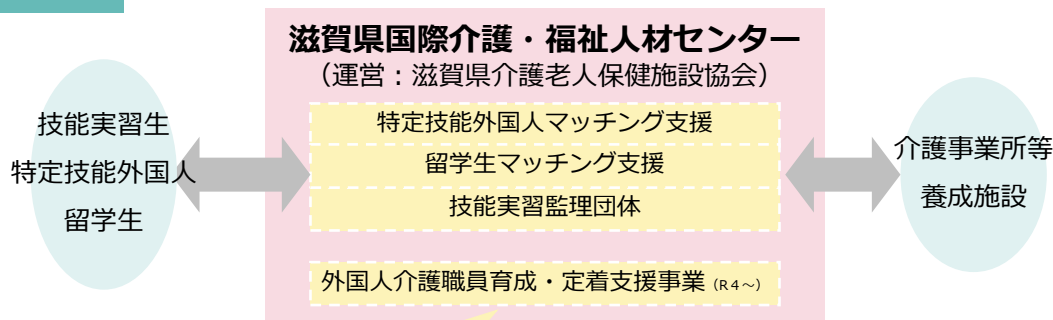 滋賀県国際介護・福祉人材センター
（運営：滋賀県介護老人保健施設協会）
技能実習生
特定技能外国人
留学生
特定技能外国人マッチング支援
留学生マッチング支援
技能実習監理団体
外国人介護職員育成・定着支援事業（R４～）
介護事業所等
養成施設